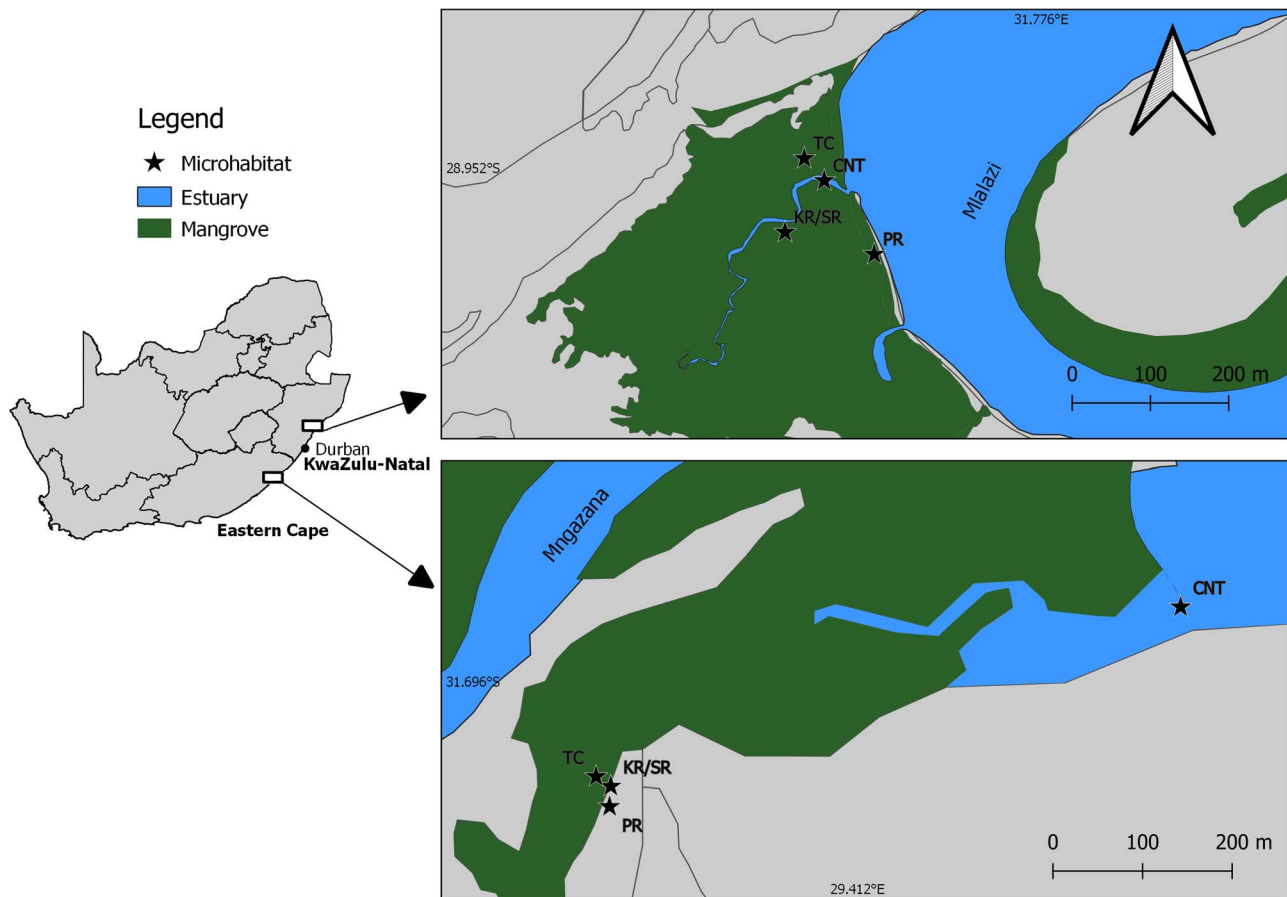 Legend
Microhabitat
Estuary
Mangrove
Durban
KwaZulu-Natal
Eastern Cape
31.776°E
28.952°S
TC
CNT
KR/SR
PR
Mlalazi
0 100 200 m
Mngazana
CNT
31.696°S
TC
KR/SR
PR
0 100 200 m
29.412°E